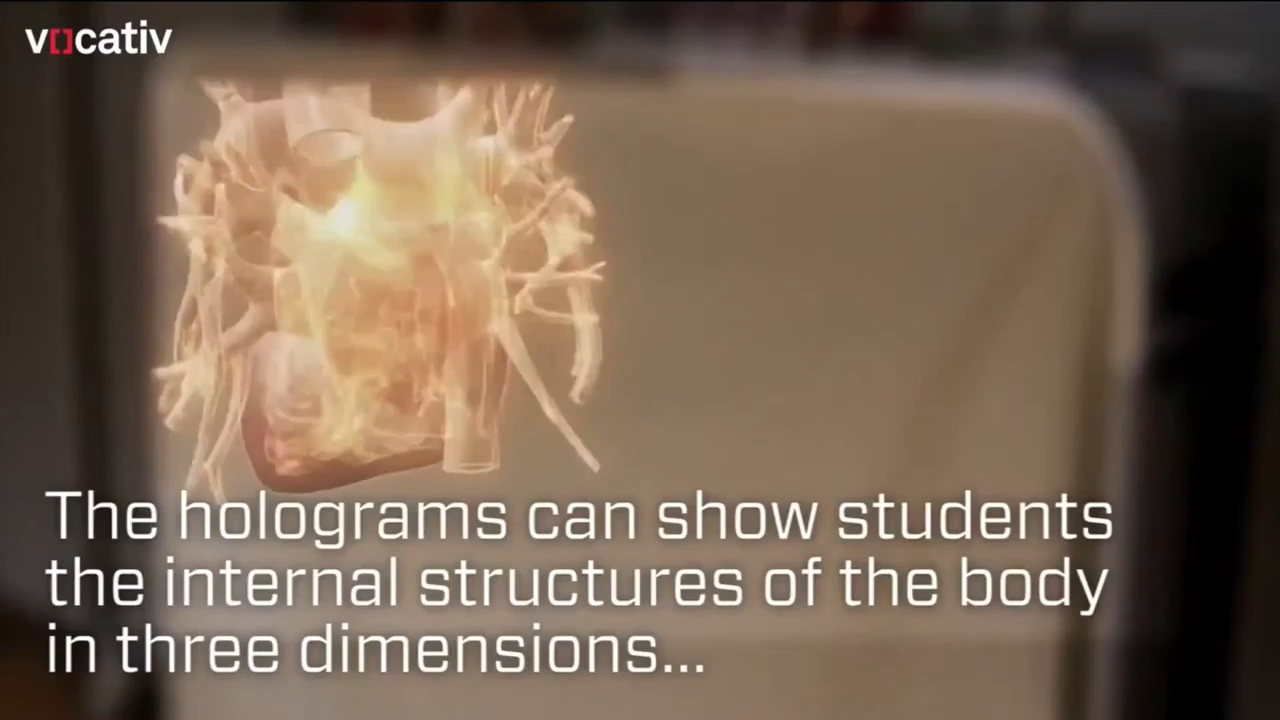 vocativ
The holograms can show students
the internal structures of the body
in three dimensions...